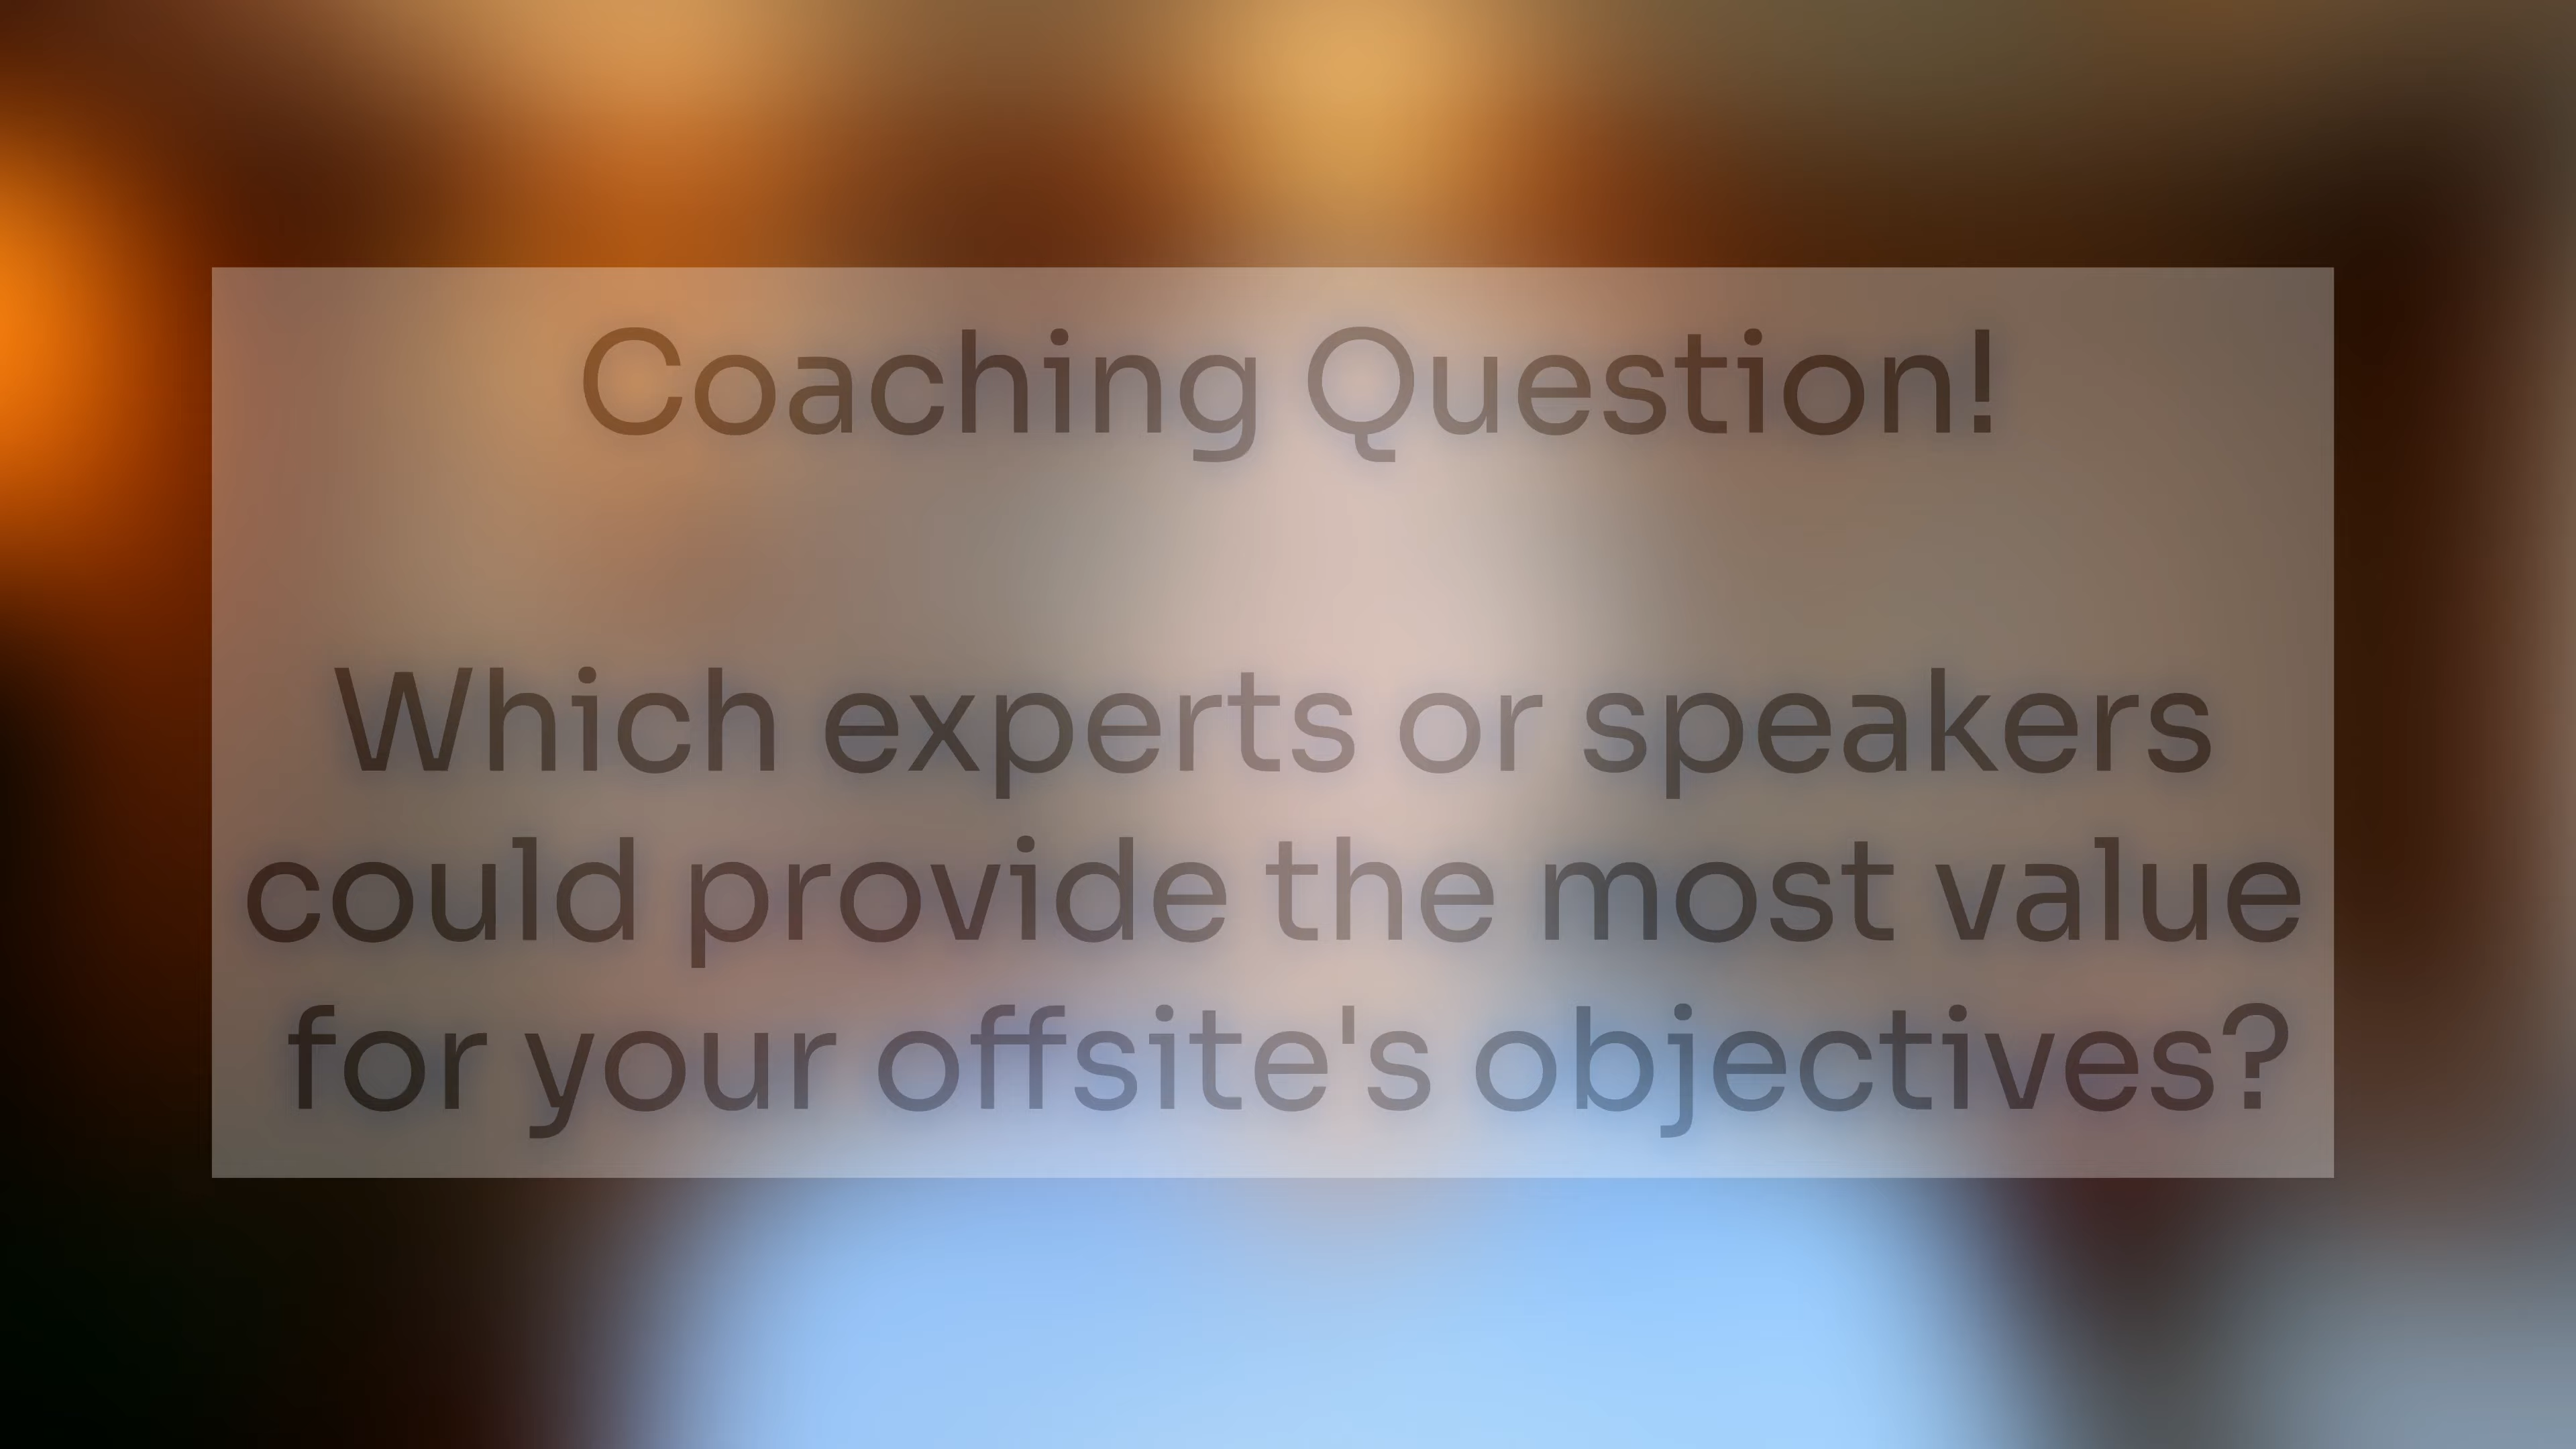 Coaching Question!
Which experts or speakers
could provide the most value
for your offsite's objectives?